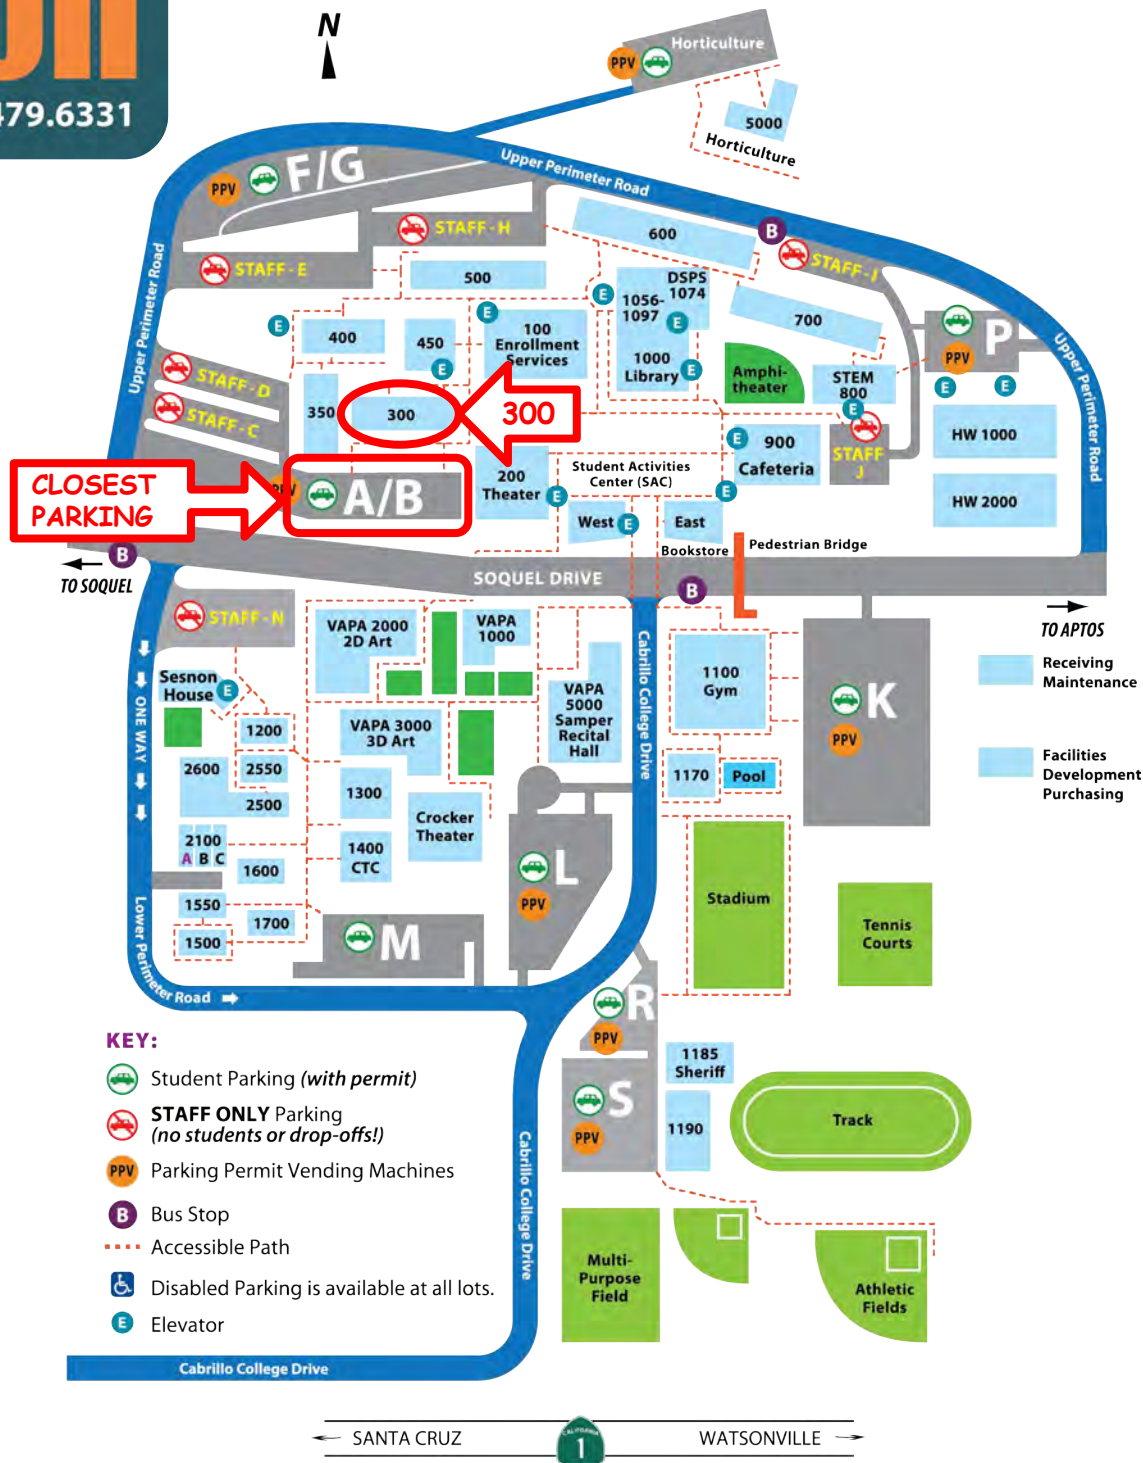 479.6331
N
Horticulture
PPV
5000
Horticulture
Upper Perimeter Road
F/G
PPV
B
STAFF - H
600
STAFF - I
STAFF - E
500
DSPS
1074
1056-
1097
E
E
E
E
700
P
PPV
Upper Perimeter Road
Upper Perimeter Road
400
450
E
100
Enrollment
Services
1000
Library
E
Amphi-
theater
STEM
800
E
E
E
STAFF - D
STAFF - C
350
300
300
900
Cafeteria
E
STAFF
J
HW 1000
HW 2000
CLOSEST
PARKING
PPV
A/B
200
Theater
E
Student Activities
Center (SAC)
E
West
E
East
Bookstore
Pedestrian Bridge
B
TO SOQUEL
SOQUEL DRIVE
B
TO APTOS
STAFF - N
VAPA 2000
2D Art
VAPA
1000
Cabrillo College Drive
1100
Gym
K
PPV
Receiving
Maintenance
Sesnon
House
E
ONE WAY
1200
VAPA 3000
3D Art
VAPA
5000
Samper
Recital
Hall
2600
2550
2500
1300
1170
Pool
Facilities
Development
Purchasing
Crocker
Theater
2100
A B C
1400
CTC
1600
L
PPV
Stadium
Tennis
Courts
1550
1700
1500
M
Lower Perimeter Road
R
PPV
KEY:
Student Parking (with permit)
STAFF ONLY Parking
(no students or drop-offs!)
PPV
Parking Permit Vending Machines
B
Bus Stop
Accessible Path
Disabled Parking is available at all lots.
E
Elevator
1185
Sheriff
S
PPV
1190
Track
Cabrillo College Drive
Multi-
Purpose
Field
Athletic
Fields
Cabrillo College Drive
SANTA CRUZ
CALIFORNIA
1
WATSONVILLE